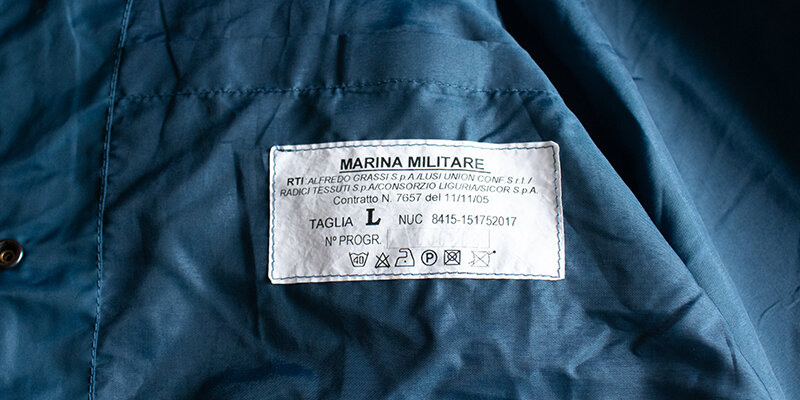 MARINA MILITARE
RTI :ALFREDO GRASSI S.p.A./LUSI UNION CONF.S.r.l./
RADICI TESSUTI S.p.A/CONSORZIO LIGURIA/SICOR S.p.A.
Contratto N. 7657 del 11/11/05
TAGLIA L NUC 8415-151752017
N° PROGR.
40 P